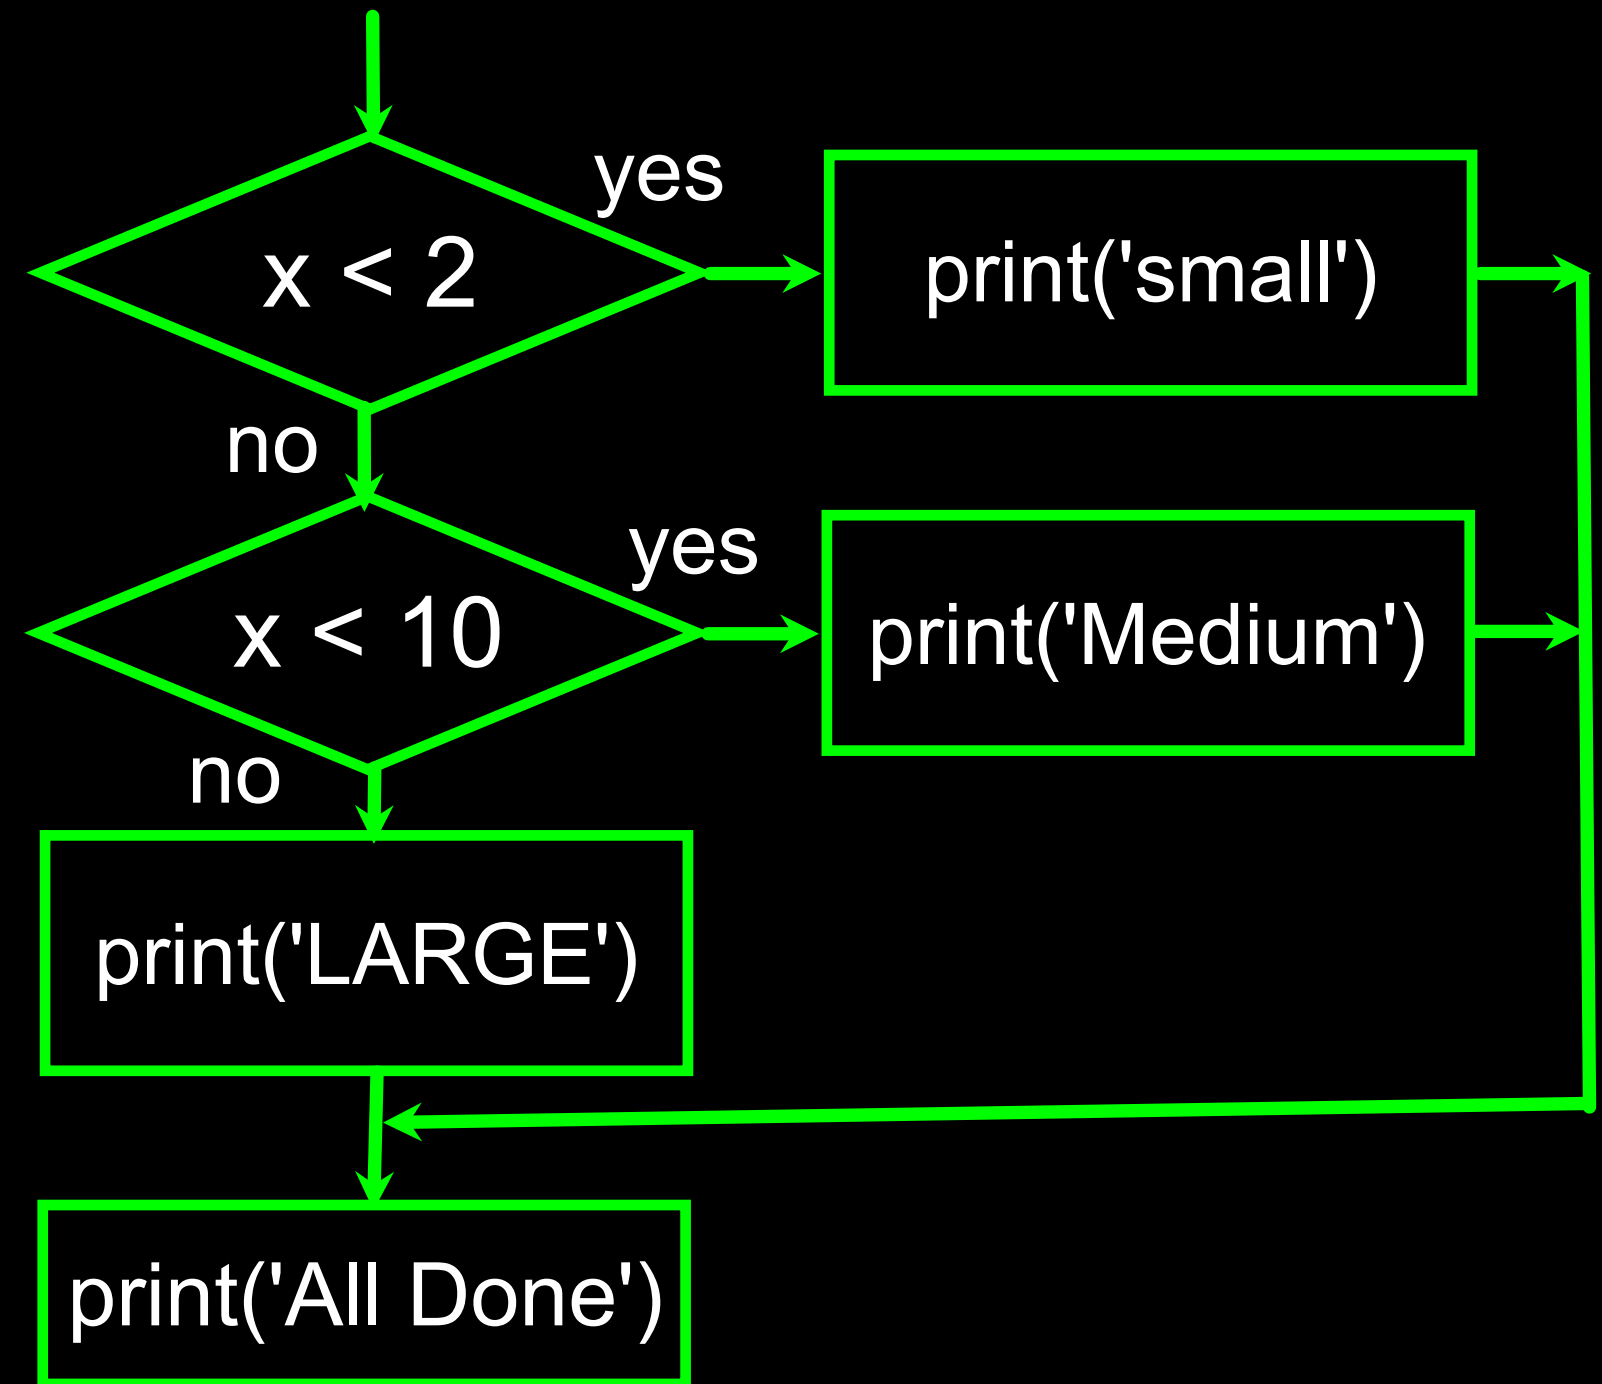 yes
x < 2
print('small')
no
yes
x < 10
print('Medium')
no
print('LARGE')
print('All Done')